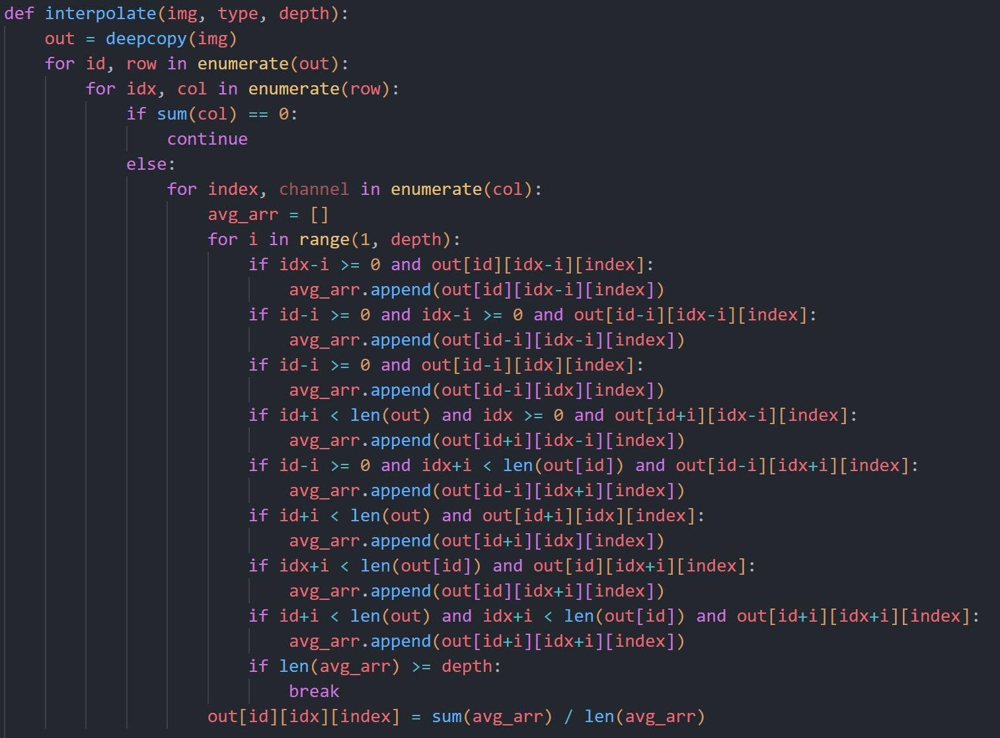 def interpolate(img, type, depth):
    out = deepcopy(img)
    for id, row in enumerate(out):
        for idx, col in enumerate(row):
            if sum(col) == 0:
                continue
            else:
                for index, channel in enumerate(col):
                    avg_arr = []
                    for i in range(1, depth):
                        if idx-i >= 0 and out[id][idx-i][index]:
                            avg_arr.append(out[id][idx-i][index])
                        if id-i >= 0 and idx-i >= 0 and out[id-i][idx-i][index]:
                            avg_arr.append(out[id-i][idx-i][index])
                        if id-i >= 0 and out[id-i][idx][index]:
                            avg_arr.append(out[id-i][idx][index])
                        if id+i < len(out) and idx >= 0 and out[id+i][idx-i][index]:
                            avg_arr.append(out[id+i][idx-i][index])
                        if id-i >= 0 and idx+i < len(out[id]) and out[id-i][idx+i][index]:
                            avg_arr.append(out[id-i][idx+i][index])
                        if id+i < len(out) and out[id+i][idx][index]:
                            avg_arr.append(out[id+i][idx][index])
                        if idx+i < len(out[id]) and out[id][idx+i][index]:
                            avg_arr.append(out[id][idx+i][index])
                        if id+i < len(out) and idx+i < len(out[id]) and out[id+i][idx+i][index]:
                            avg_arr.append(out[id+i][idx+i][index])
                        if len(avg_arr) >= depth:
                            break
                    out[id][idx][index] = sum(avg_arr) / len(avg_arr)